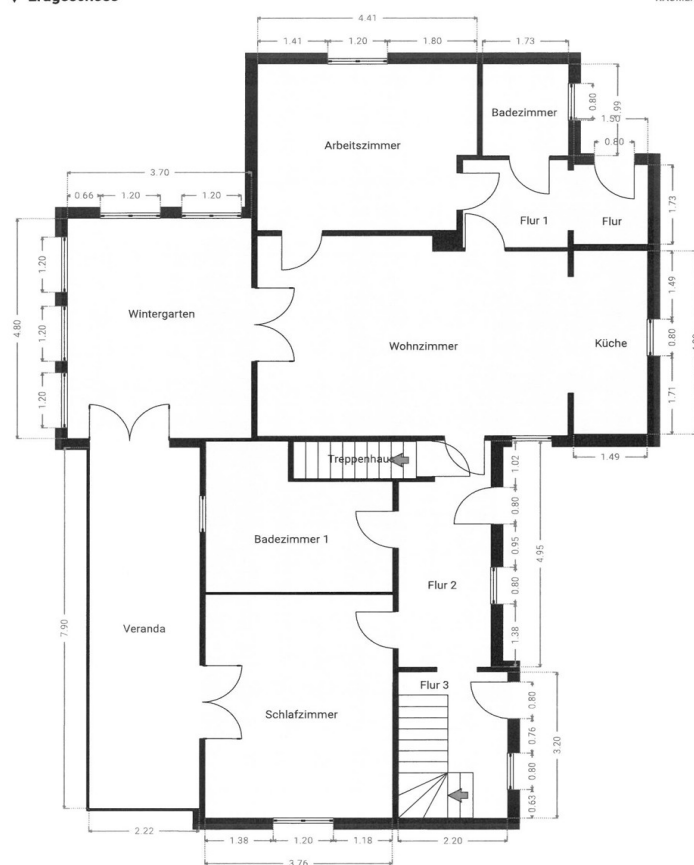 Erdgeschoss
4.41
1.41
1.20
1.80
1.73
Badezimmer
0.80
1.50
0.80
Arbeitszimmer
3.70
0.66
1.20
1.20
Flur 1
Flur
1.73
1.20
1.20
1.20
4.80
Wintergarten
Wohnzimmer
Küche
1.49
0.80
1.71
1.49
Treppenhaus
1.02
0.80
0.95
0.80
1.38
4.95
Badezimmer 1
Flur 2
7.90
Veranda
Flur 3
Schlafzimmer
0.80
0.76
0.80
0.63
3.20
2.22
1.38
1.20
1.18
2.20
3.76